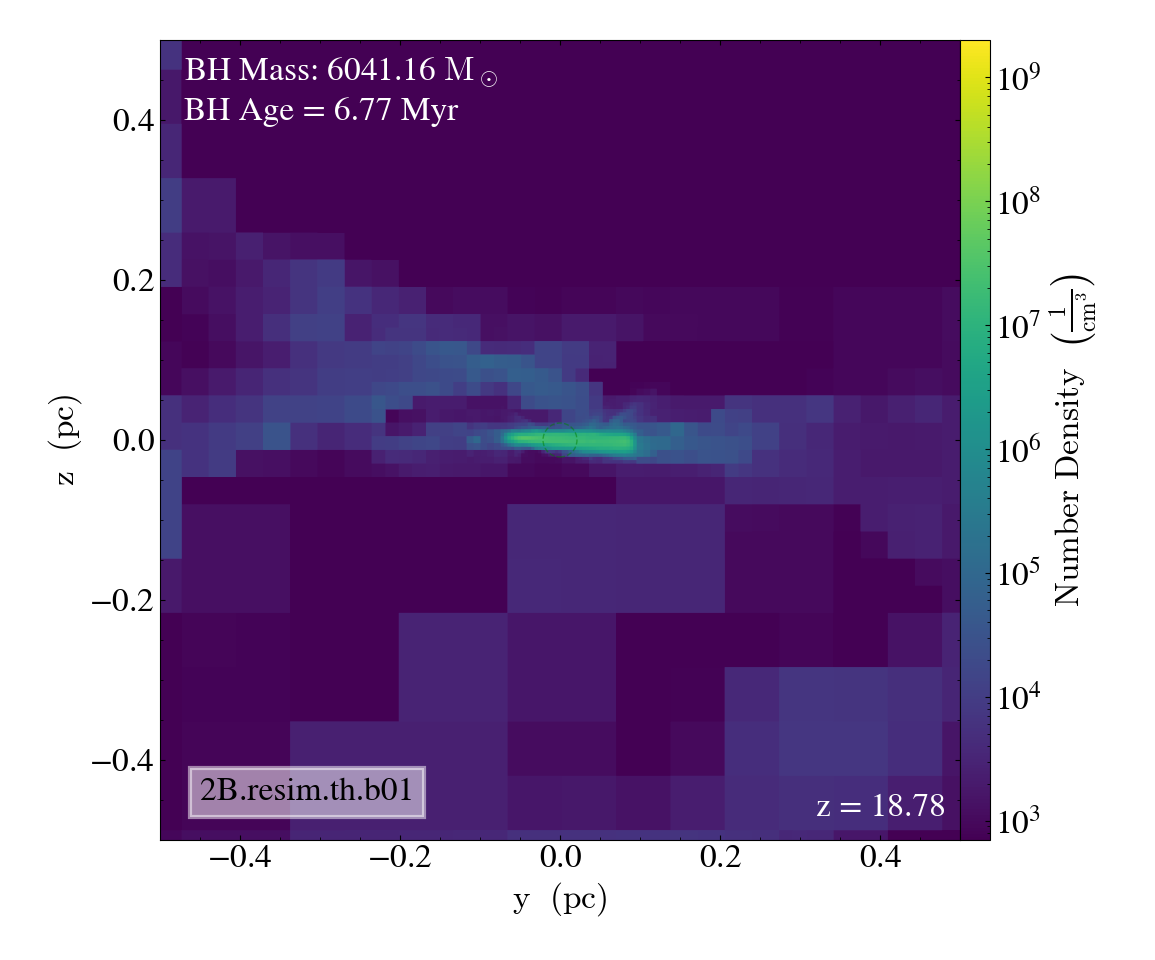 BH Mass: 6041.16 M⊙
BH Age = 6.77 Myr
2B.resim.th.b01
z = 18.78
0.4
0.2
0.0
−0.2
−0.4
z (pc)
−0.4 −0.2 0.0 0.2 0.4
y (pc)
10⁹
10⁸
10⁷
10⁶
10⁵
10⁴
10³
Number Density (1/cm³)